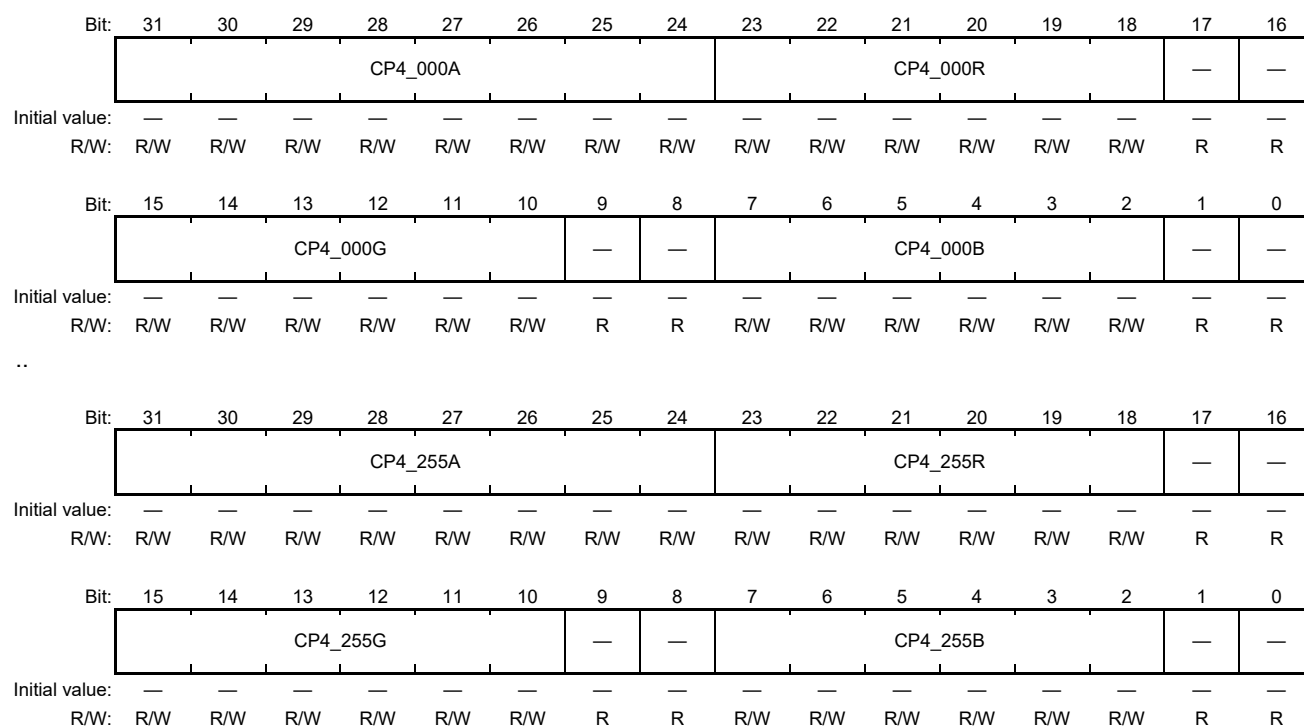 Bit: 31 30 29 28 27 26 25 24 23 22 21 20 19 18 17 16
CP4_000A CP4_000R — —
Initial value: — — — — — — — — — — — — — — — —
R/W: R/W R/W R/W R/W R/W R/W R/W R/W R/W R/W R/W R/W R/W R/W R R
Bit: 15 14 13 12 11 10 9 8 7 6 5 4 3 2 1 0
CP4_000G — — CP4_000B — —
Initial value: — — — — — — — — — — — — — — — —
R/W: R/W R/W R/W R/W R/W R/W R R R/W R/W R/W R/W R/W R/W R R
..
Bit: 31 30 29 28 27 26 25 24 23 22 21 20 19 18 17 16
CP4_255A CP4_255R — —
Initial value: — — — — — — — — — — — — — — — —
R/W: R/W R/W R/W R/W R/W R/W R/W R/W R/W R/W R/W R/W R/W R/W R R
Bit: 15 14 13 12 11 10 9 8 7 6 5 4 3 2 1 0
CP4_255G — — CP4_255B — —
Initial value: — — — — — — — — — — — — — — — —
R/W: R/W R/W R/W R/W R/W R/W R R R/W R/W R/W R/W R/W R/W R R